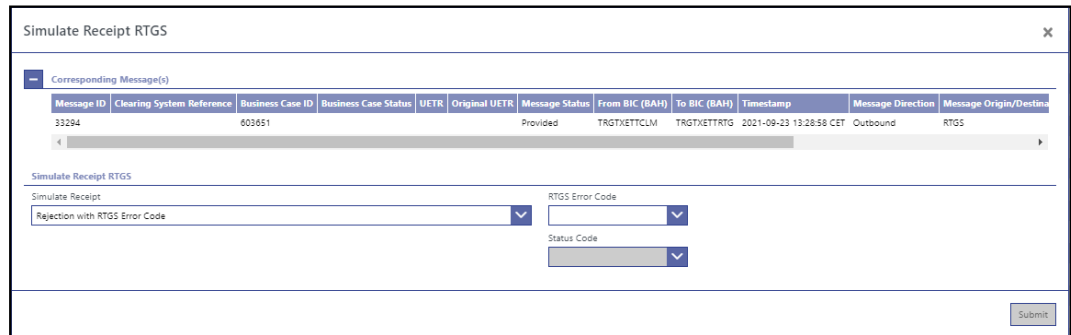 Simulate Receipt RTGS
Corresponding Message(s)
Message ID Clearing System Reference Business Case ID Business Case Status UETR Original UETR Message Status From BIC (BAH) To BIC (BAH) Timestamp Message Direction Message Origin/Destina
33294 603651 Provided TRGTXETTCLM TRGTXETTRTG 2021-09-23 13:28:58 CET Outbound RTGS
Simulate Receipt RTGS
Simulate Receipt RTGS Error Code
Rejection with RTGS Error Code
Status Code
Submit